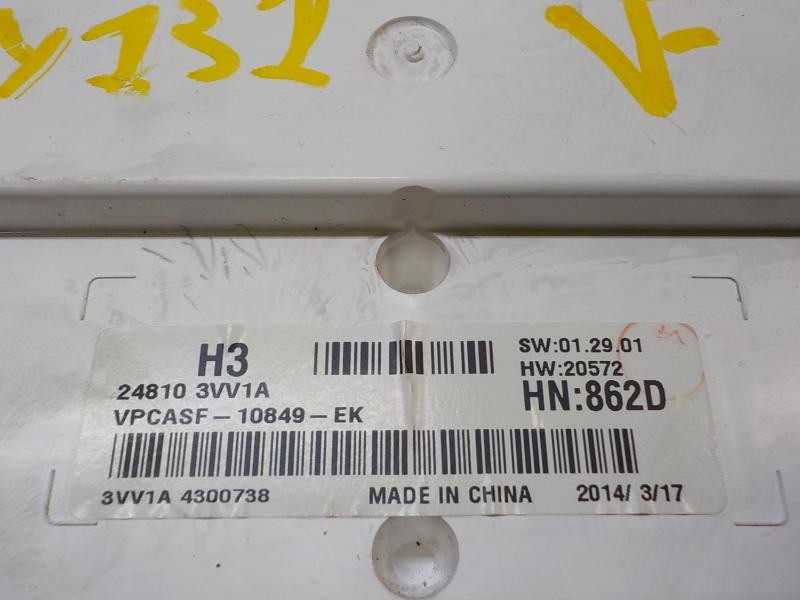 H3
SW:01.29.01
HW:20572
24810 3VV1A
HN:862D
VPCASF-10849-EK
3VV1A 4300738 MADE IN CHINA 2014/ 3/17